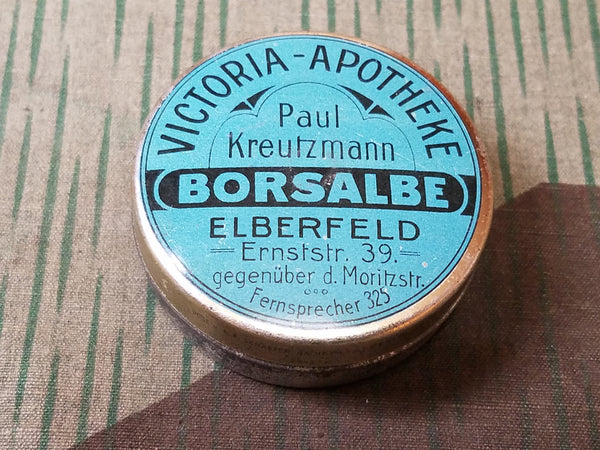 VICTORIA-APOTHEKE
Paul
Kreutzmann
BORSALBE
ELBERFELD
Ernststr. 39.
gegenüber d. Moritzstr.
Fernsprecher 325